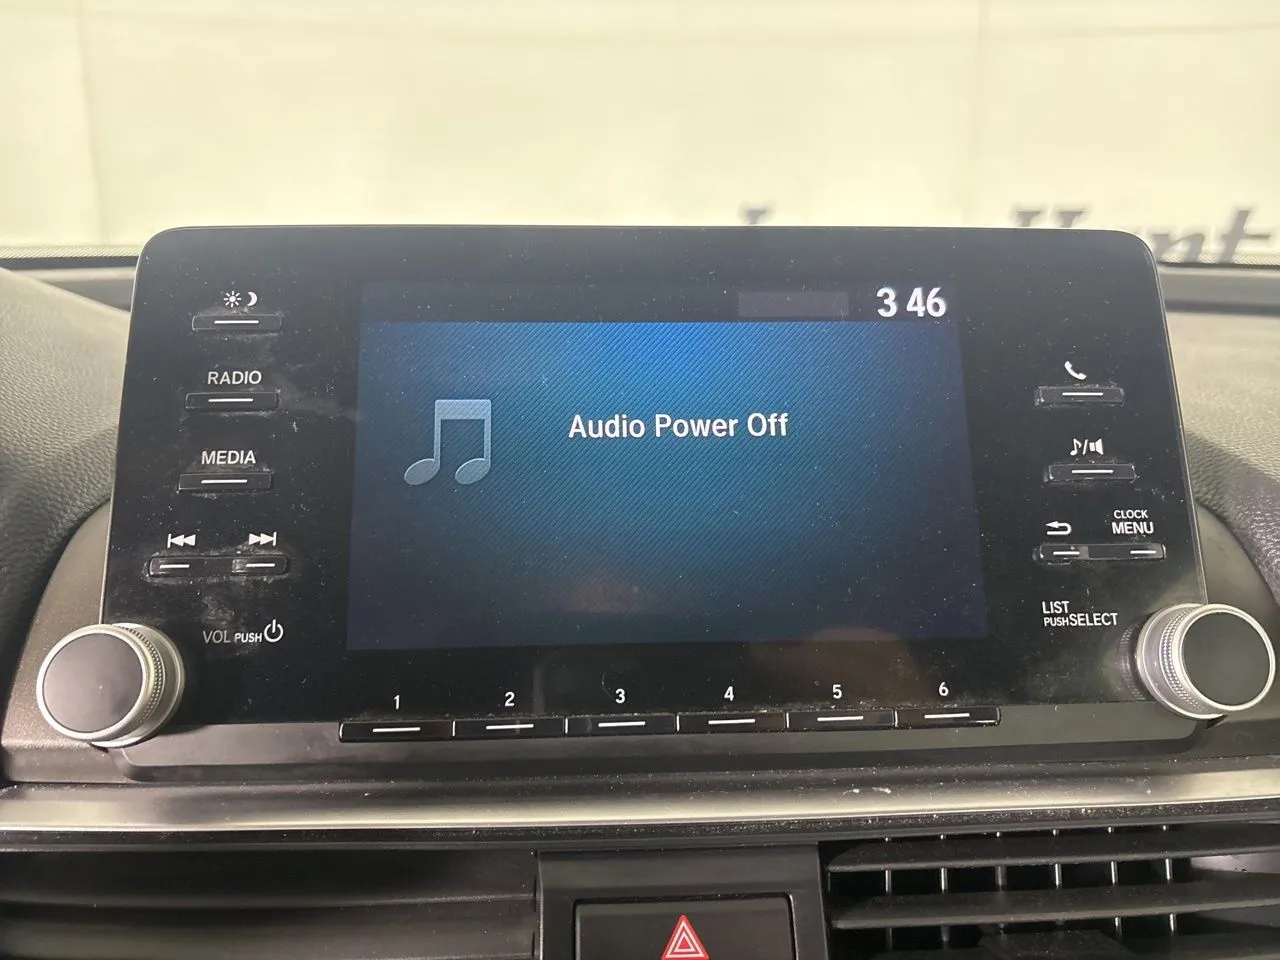 3 46
RADIO
Audio Power Off
MEDIA
CLOCK
MENU
VOL PUSH
LIST
PUSH SELECT
1 2 3 4 5 6